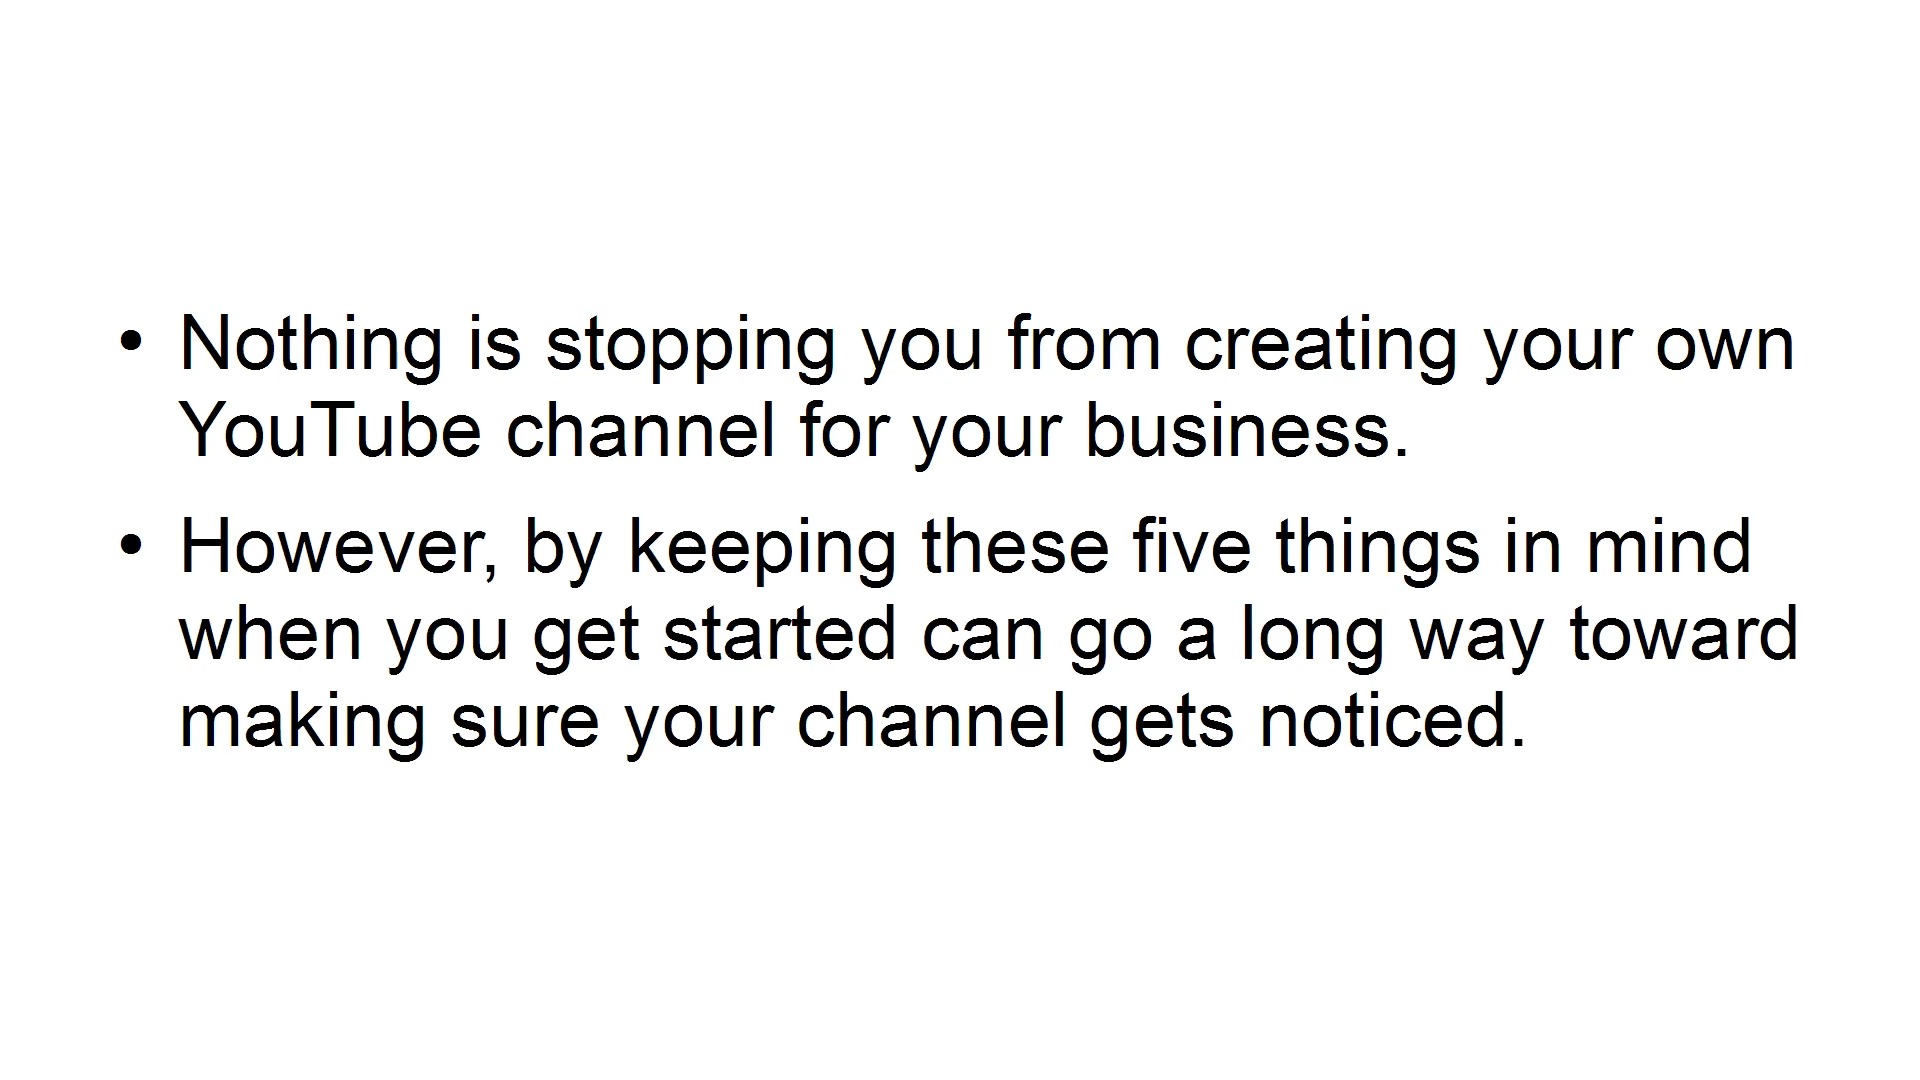 • Nothing is stopping you from creating your own
YouTube channel for your business.
• However, by keeping these five things in mind
when you get started can go a long way toward
making sure your channel gets noticed.